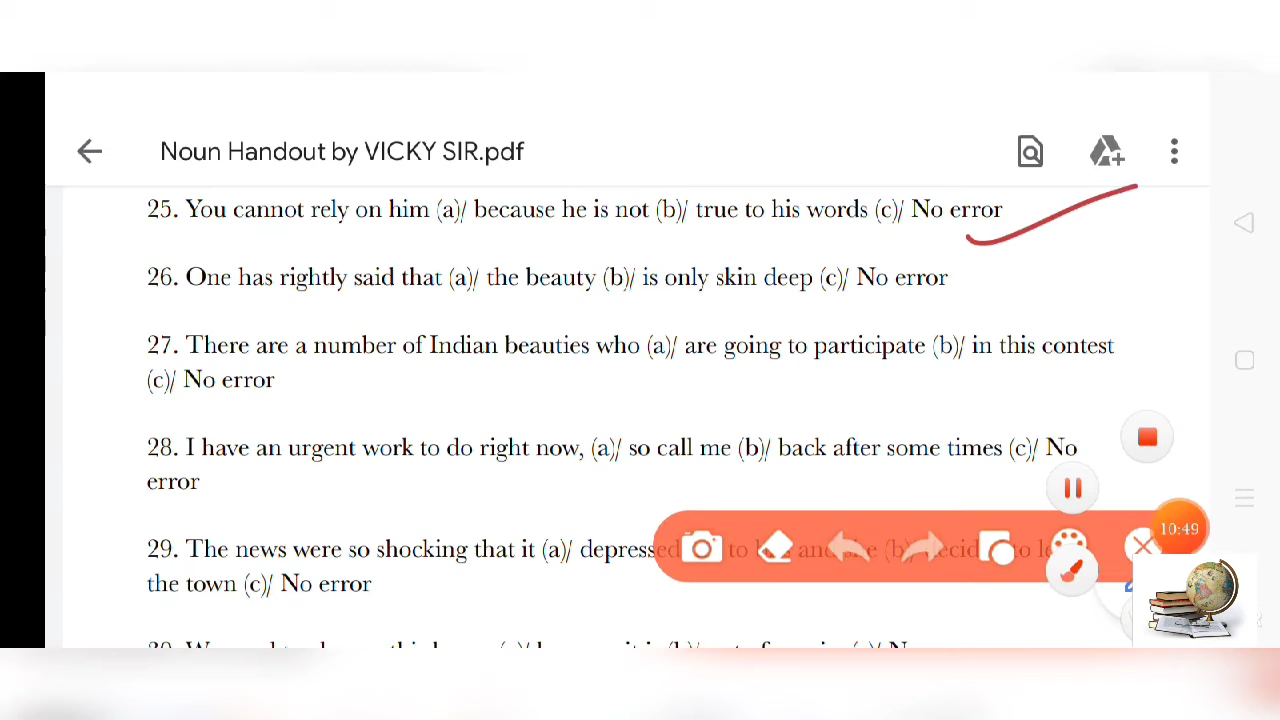 Noun Handout by VICKY SIR.pdf
25. You cannot rely on him (a)/ because he is not (b)/ true to his words (c)/ No error
26. One has rightly said that (a)/ the beauty (b)/ is only skin deep (c)/ No error
27. There are a number of Indian beauties who (a)/ are going to participate (b)/ in this contest
(c)/ No error
28. I have an urgent work to do right now, (a)/ so call me (b)/ back after some times (c)/ No
error
10:49
29. The news were so shocking that it (a)/ depressed to and (b)/ to
the town (c)/ No error